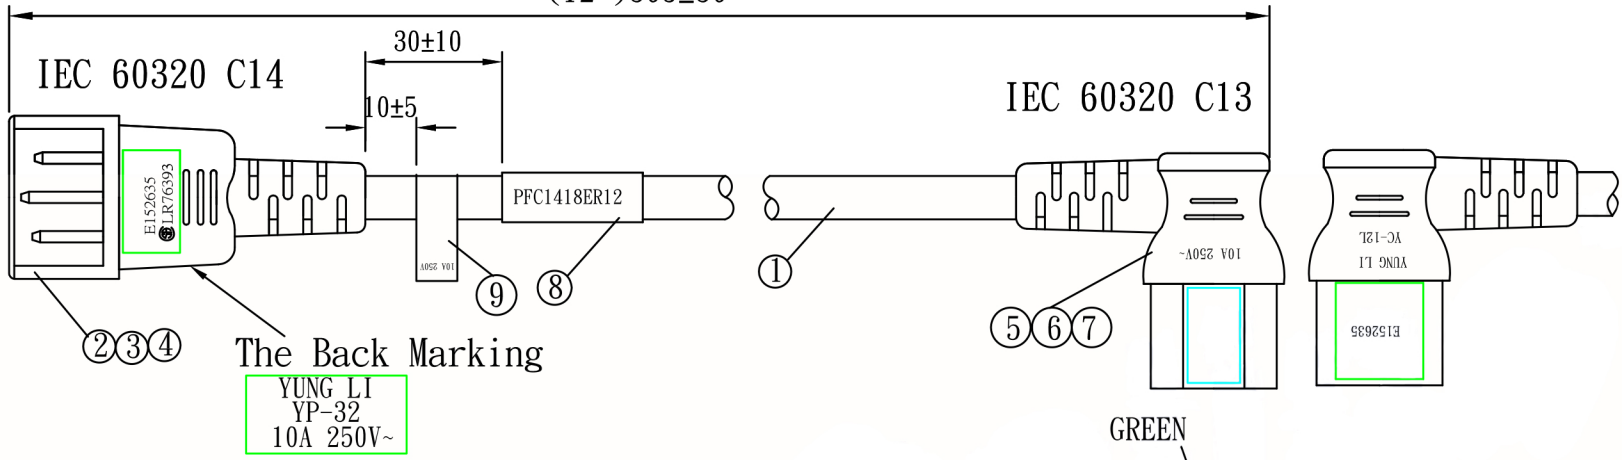 IEC 60320 C14
30±10
10±5
IEC 60320 C13
E152635
LR76393
PFC1418ER12
10A 250V
9
8
1
10A 250V~
5 6 7
YC-12L
YUNG LI
E152635
2 3 4
The Back Marking
YUNG LI
YP-32
10A 250V~
GREEN